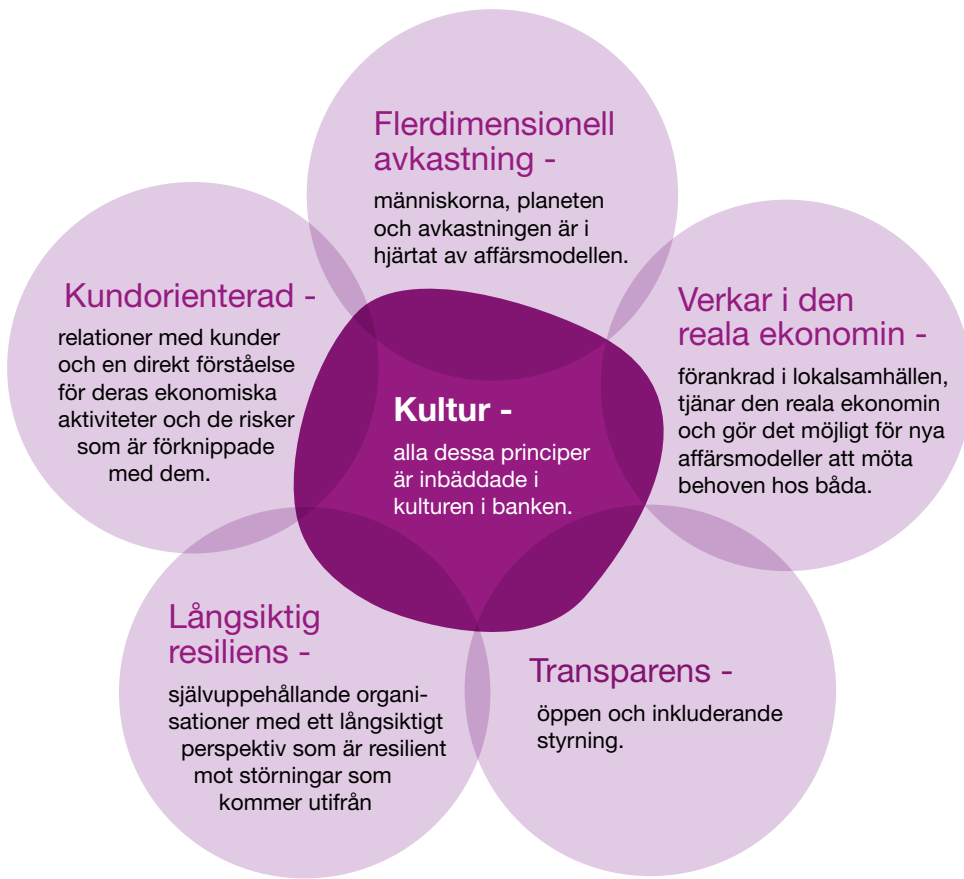 Flerdimensionell
avkastning -
människorna, planeten
och avkastningen är i
hjärtat av affärsmodellen.
Kundorienterad -
relationer med kunder
och en direkt förståelse
för deras ekonomiska
aktiviteter och de risker
som är förknippade
med dem.
Verkar i den
reala ekonomin -
förankrad i lokalsamhällen,
tjänar den reala ekonomin
och gör det möjligt för nya
affärsmodeller att möta
behoven hos båda.
Kultur -
alla dessa principer
är inbäddade i
kulturen i banken.
Långsiktig
resiliens -
självuppehållande organi-
sationer med ett långsiktigt
perspektiv som är resilient
mot störningar som
kommer utifrån
Transparens -
öppen och inkluderande
styrning.